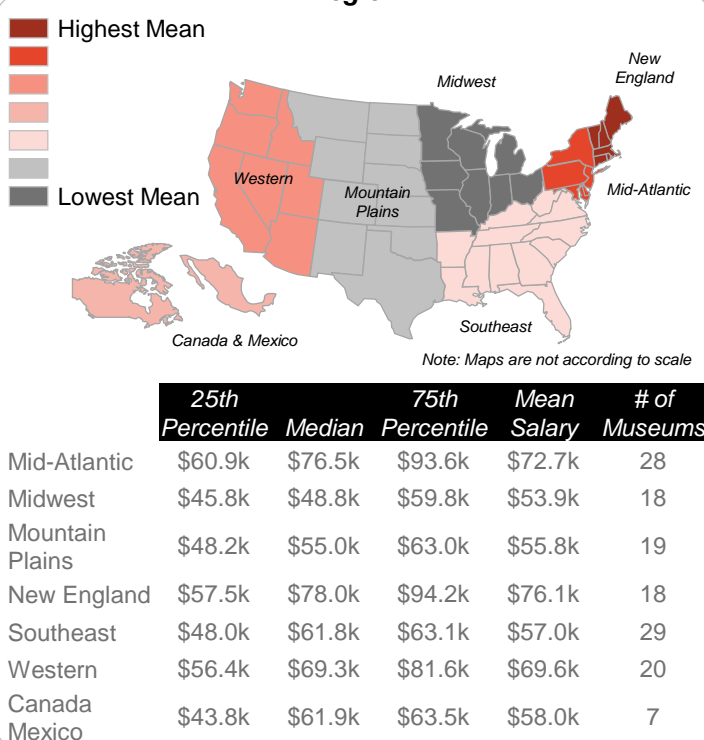 Highest Mean
New
England
Midwest
Western
Mountain
Plains
Mid-Atlantic
Lowest Mean
Southeast
Canada & Mexico
Note: Maps are not according to scale
25th 75th Mean # of
Percentile Median Percentile Salary Museums
Mid-Atlantic $60.9k $76.5k $93.6k $72.7k 28
Midwest $45.8k $48.8k $59.8k $53.9k 18
Mountain
Plains $48.2k $55.0k $63.0k $55.8k 19
New England $57.5k $78.0k $94.2k $76.1k 18
Southeast $48.0k $61.8k $63.1k $57.0k 29
Western $56.4k $69.3k $81.6k $69.6k 20
Canada
Mexico $43.8k $61.9k $63.5k $58.0k 7